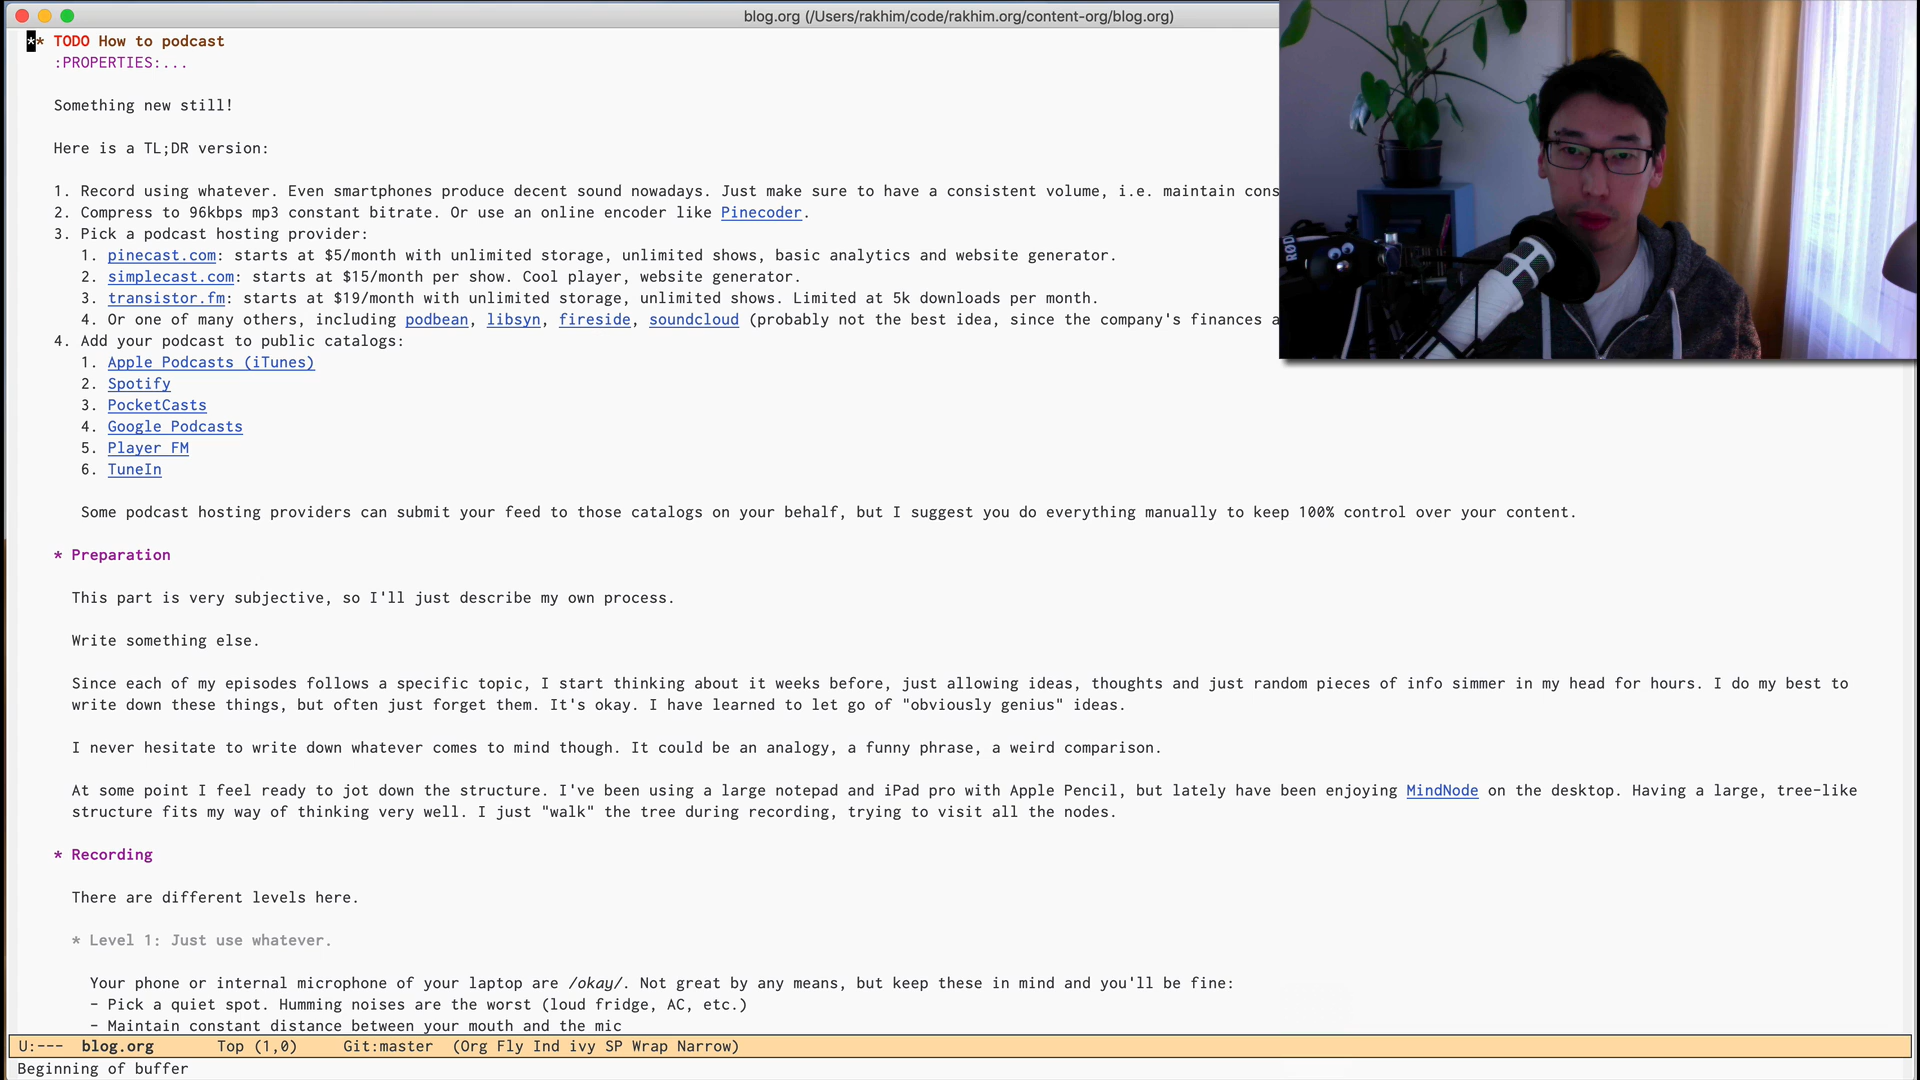 blog.org (/Users/rakhim/code/rakhim.org/content-org/blog.org)
** TODO How to podcast
:PROPERTIES:...
Something new still!
Here is a TL;DR version:
1. Record using whatever. Even smartphones produce decent sound nowadays. Just make sure to have a consistent volume, i.e. maintain cons
2. Compress to 96kbps mp3 constant bitrate. Or use an online encoder like Pinecoder.
3. Pick a podcast hosting provider:
1. pinecast.com: starts at $5/month with unlimited storage, unlimited shows, basic analytics and website generator.
2. simplecast.com: starts at $15/month per show. Cool player, website generator.
3. transistor.fm: starts at $19/month with unlimited storage, unlimited shows. Limited at 5k downloads per month.
4. Or one of many others, including podbean, libsyn, fireside, soundcloud (probably not the best idea, since the company's finances a
4. Add your podcast to public catalogs:
1. Apple Podcasts (iTunes)
2. Spotify
3. PocketCasts
4. Google Podcasts
5. Player FM
6. TuneIn
Some podcast hosting providers can submit your feed to those catalogs on your behalf, but I suggest you do everything manually to keep 100% control over your content.
* Preparation
This part is very subjective, so I'll just describe my own process.
Write something else.
Since each of my episodes follows a specific topic, I start thinking about it weeks before, just allowing ideas, thoughts and just random pieces of info simmer in my head for hours. I do my best to
write down these things, but often just forget them. It's okay. I have learned to let go of "obviously genius" ideas.
I never hesitate to write down whatever comes to mind though. It could be an analogy, a funny phrase, a weird comparison.
At some point I feel ready to jot down the structure. I've been using a large notepad and iPad pro with Apple Pencil, but lately have been enjoying MindNode on the desktop. Having a large, tree-like
structure fits my way of thinking very well. I just "walk" the tree during recording, trying to visit all the nodes.
* Recording
There are different levels here.
* Level 1: Just use whatever.
Your phone or internal microphone of your laptop are /okay/. Not great by any means, but keep these in mind and you'll be fine:
- Pick a quiet spot. Humming noises are the worst (loud fridge, AC, etc.)
- Maintain constant distance between your mouth and the mic
U:--- blog.org Top (1,0) Git:master (Org Fly Ind ivy SP Wrap Narrow)
Beginning of buffer
RØDE